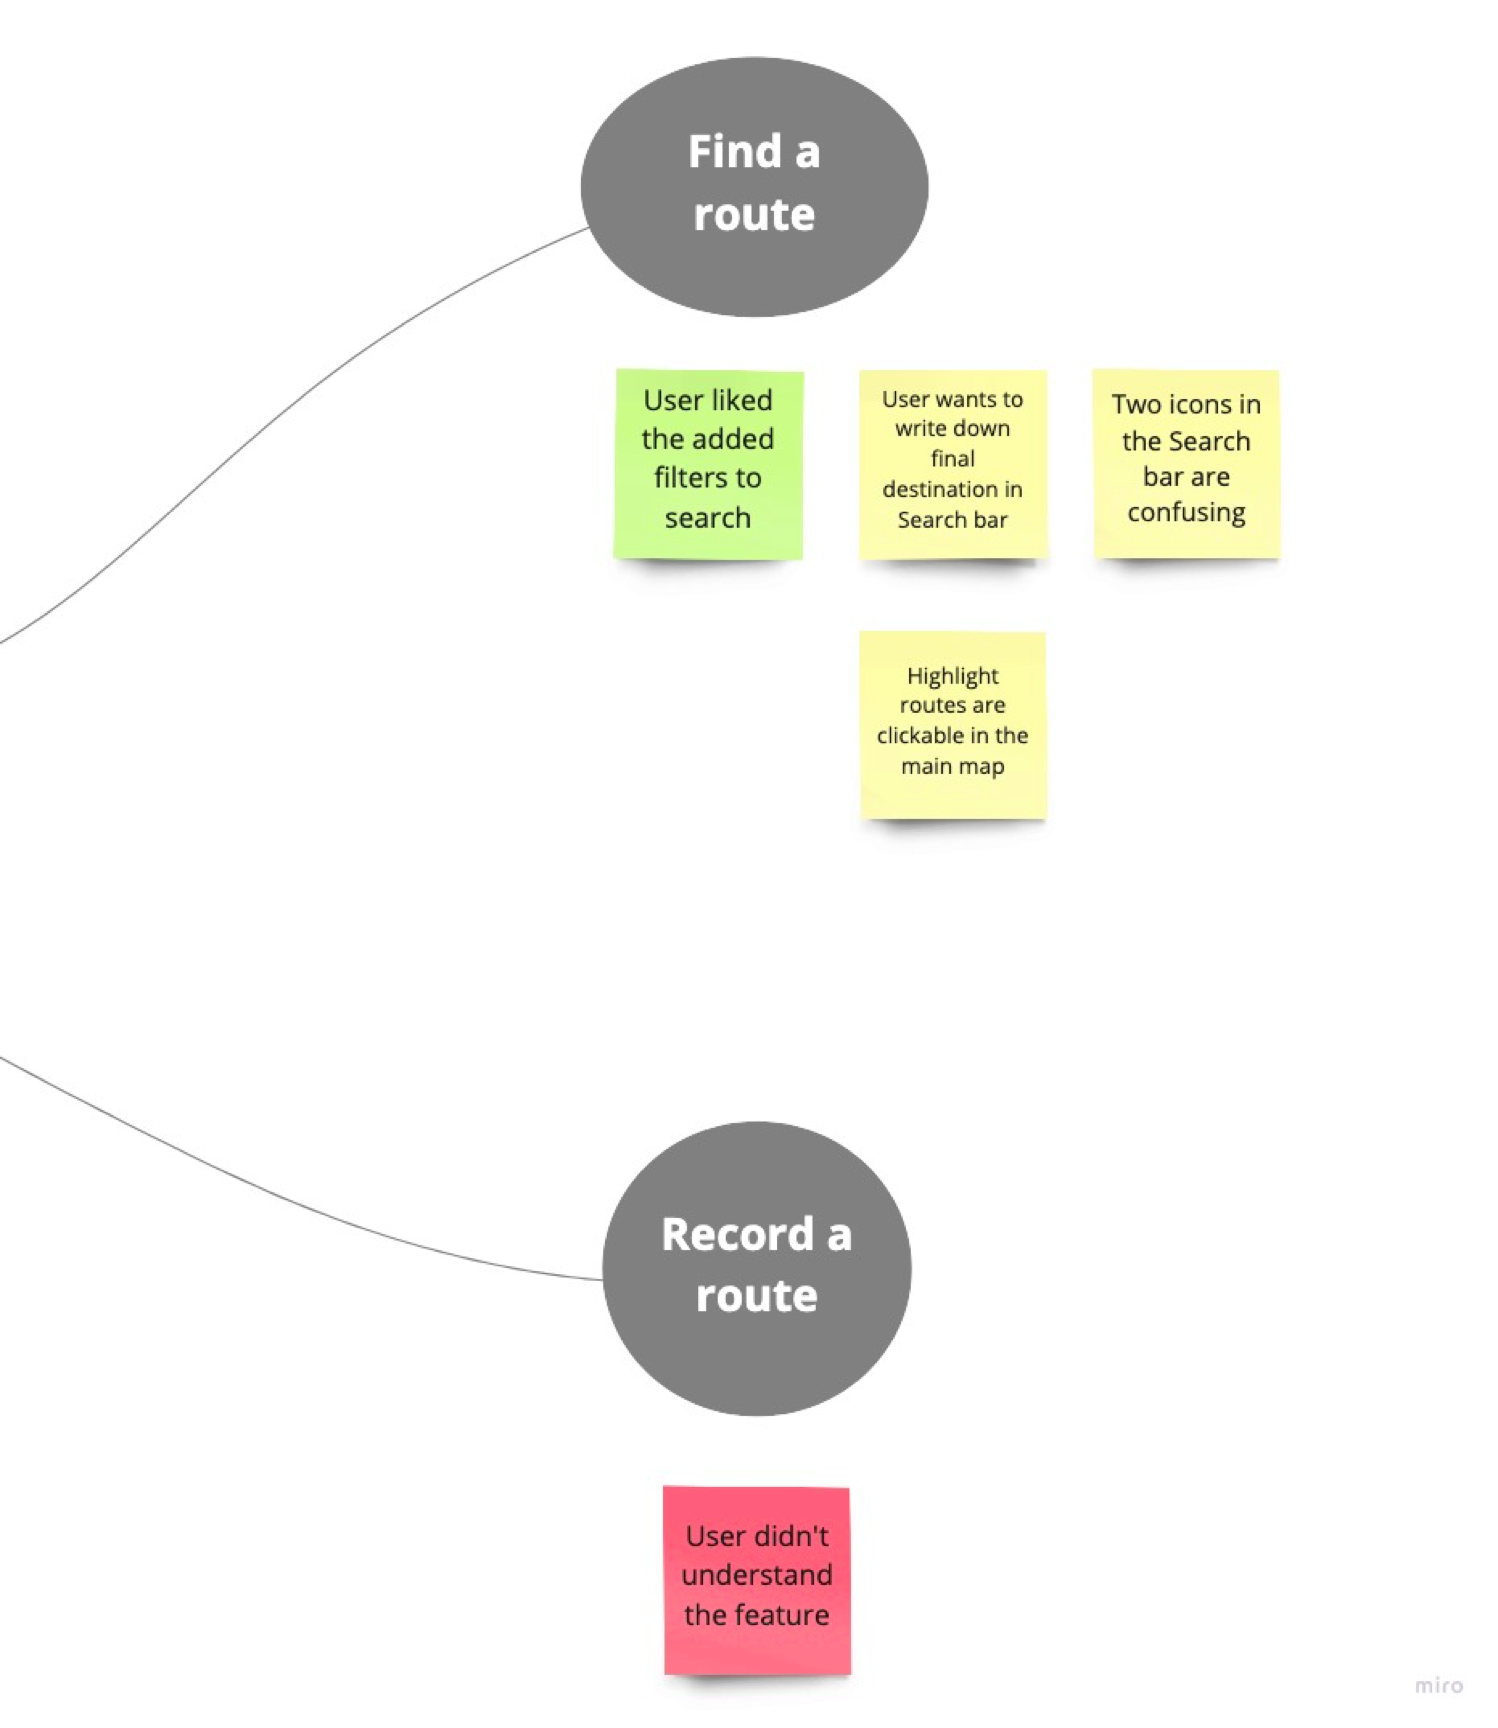 Find a
route
User liked
the added
filters to
search
User wants to
write down
final
destination in
Search bar
Two icons in
the Search
bar are
confusing
Highlight
routes are
clickable in the
main map
Record a
route
User didn't
understand
the feature
miro